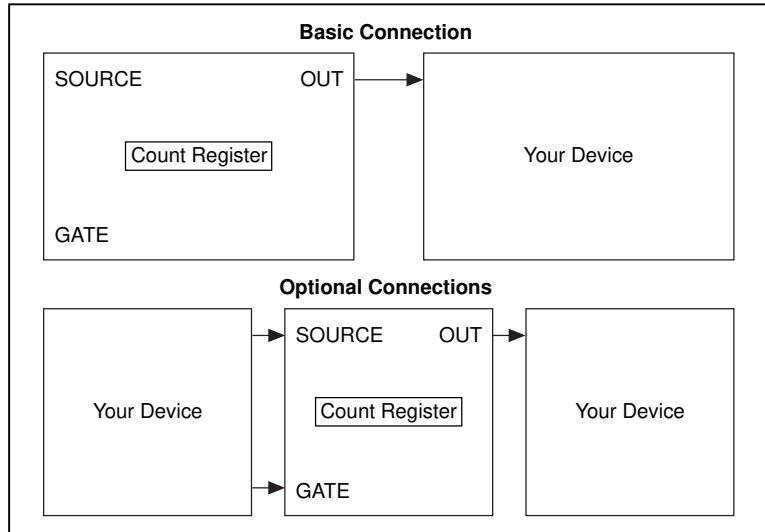 Basic Connection
SOURCE OUT
Count Register
Your Device
GATE
Optional Connections
Your Device
SOURCE OUT
Count Register
GATE
Your Device